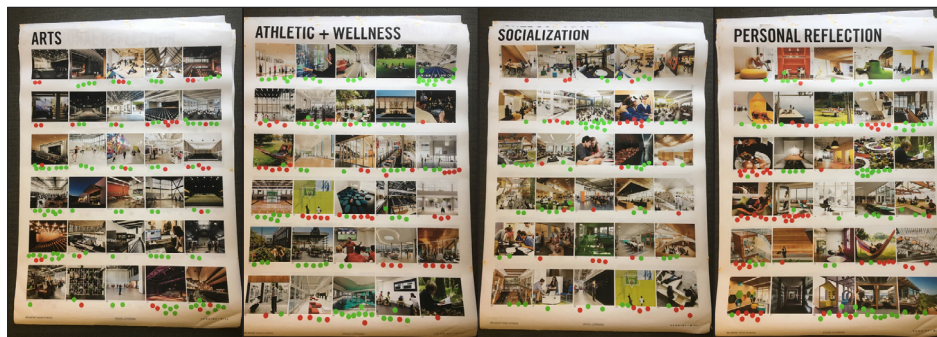 ARTS
ATHLETIC + WELLNESS
SOCIALIZATION
PERSONAL REFLECTION